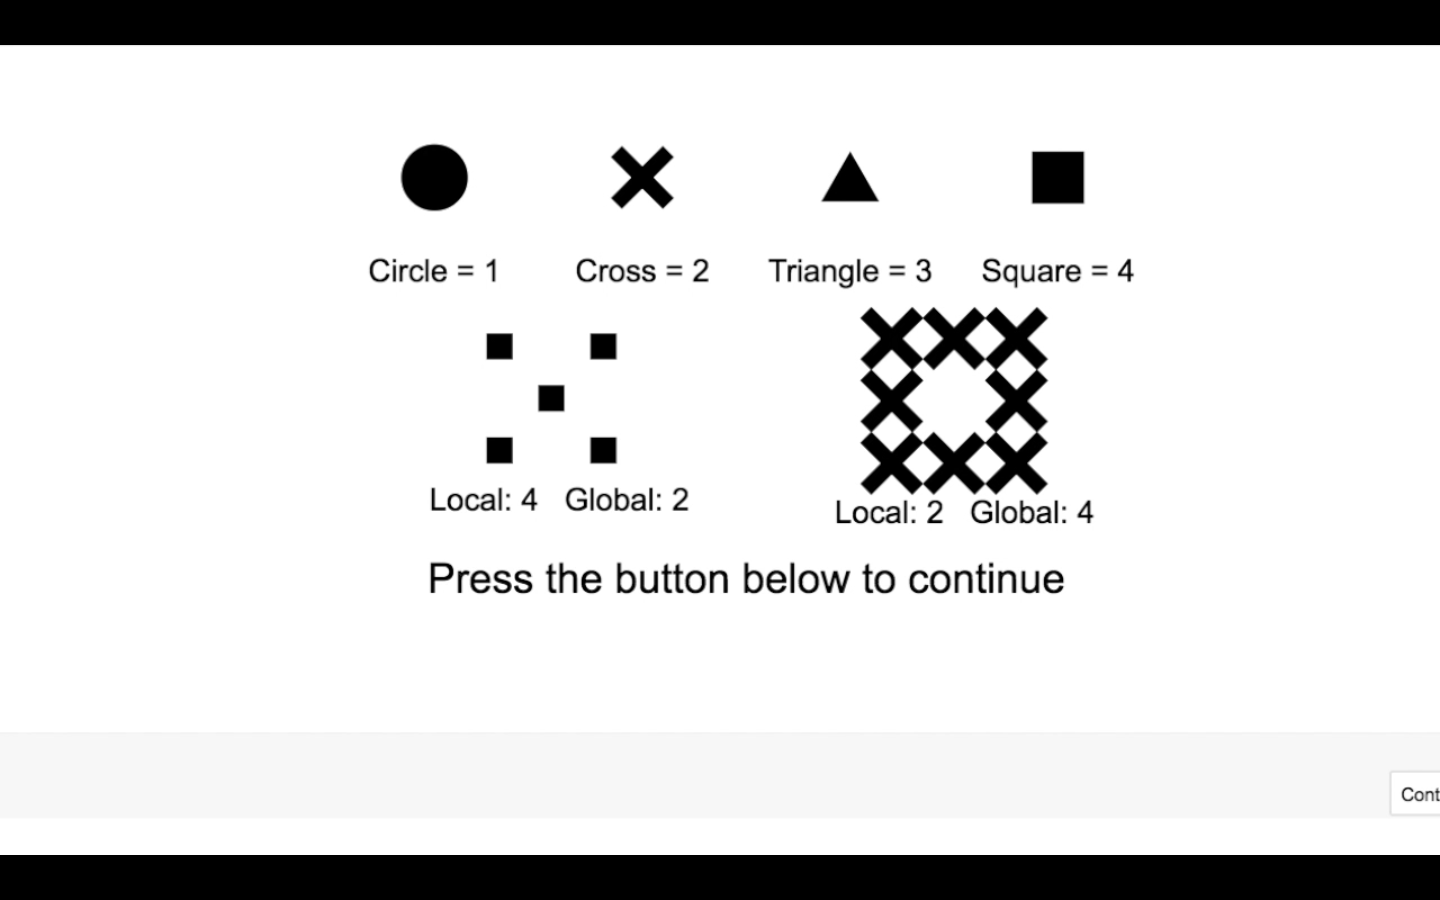 Circle = 1 Cross = 2 Triangle = 3 Square = 4
Local: 4 Global: 2
Local: 2 Global: 4
Press the button below to continue
Cont